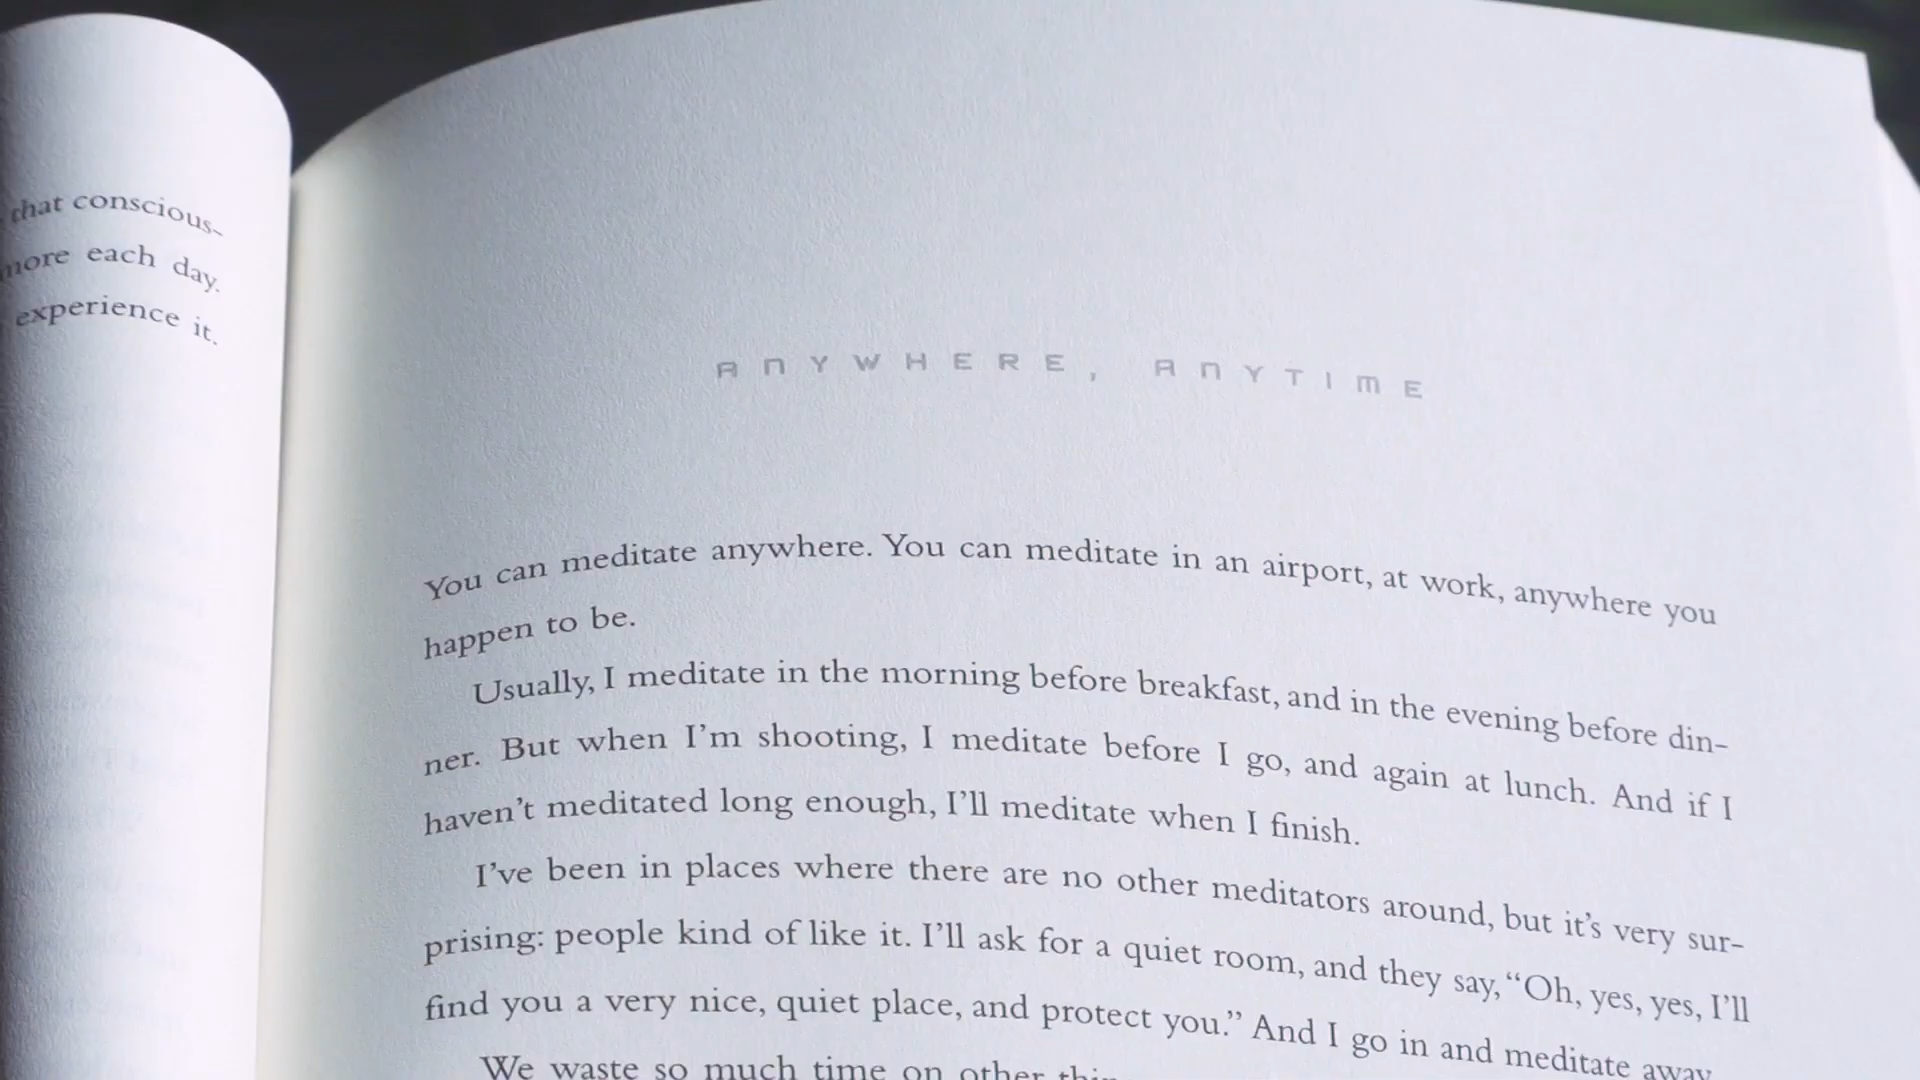 that conscious-
more each day.
experience it.
ANYWHERE, ANYTIME
You can meditate anywhere. You can meditate in an airport, at work, anywhere you
happen to be.
Usually, I meditate in the morning before breakfast, and in the evening before din-
ner. But when I'm shooting, I meditate before I go, and again at lunch. And if I
haven't meditated long enough, I'll meditate when I finish.
I've been in places where there are no other meditators around, but it's very sur-
prising: people kind of like it. I'll ask for a quiet room, and they say, “Oh, yes, yes, I'll
find you a very nice, quiet place, and protect you.” And I go in and meditate away
We waste so much time on other